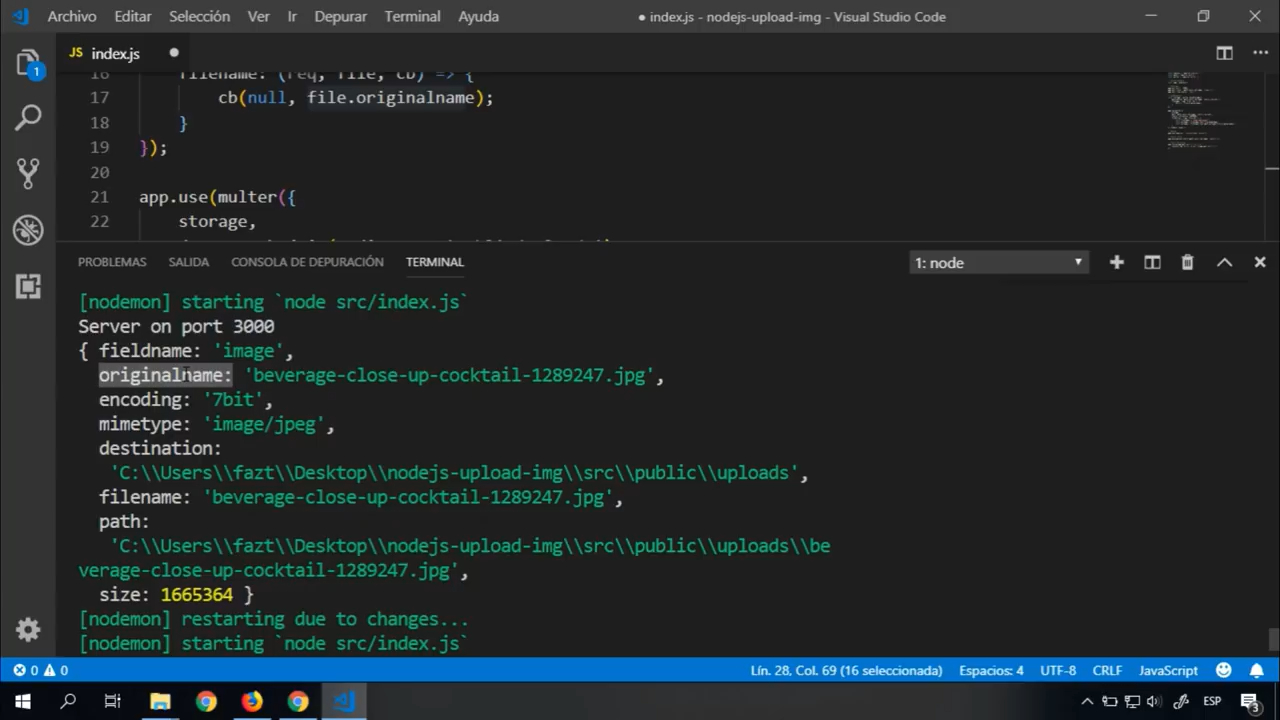 Archivo Editar Selección Ver Ir Depurar Terminal Ayuda ● index.js - nodejs-upload-img - Visual Studio Code
JS index.js
1
16 filename: (req, file, cb) => {
17 cb(null, file.originalname);
18 }
19 });
20
21 app.use(multer({
22 storage,
PROBLEMAS SALIDA CONSOLA DE DEPURACIÓN TERMINAL 1: node
[nodemon] starting `node src/index.js`
Server on port 3000
{ fieldname: 'image',
originalname: 'beverage-close-up-cocktail-1289247.jpg',
encoding: '7bit',
mimetype: 'image/jpeg',
destination:
'C:\\Users\\fazt\\Desktop\\nodejs-upload-img\\src\\public\\uploads',
filename: 'beverage-close-up-cocktail-1289247.jpg',
path:
'C:\\Users\\fazt\\Desktop\\nodejs-upload-img\\src\\public\\uploads\\be
verage-close-up-cocktail-1289247.jpg',
size: 1665364 }
[nodemon] restarting due to changes...
[nodemon] starting `node src/index.js`
0 0 Lín. 28, Col. 69 (16 seleccionada) Espacios: 4 UTF-8 CRLF JavaScript
ESP 3